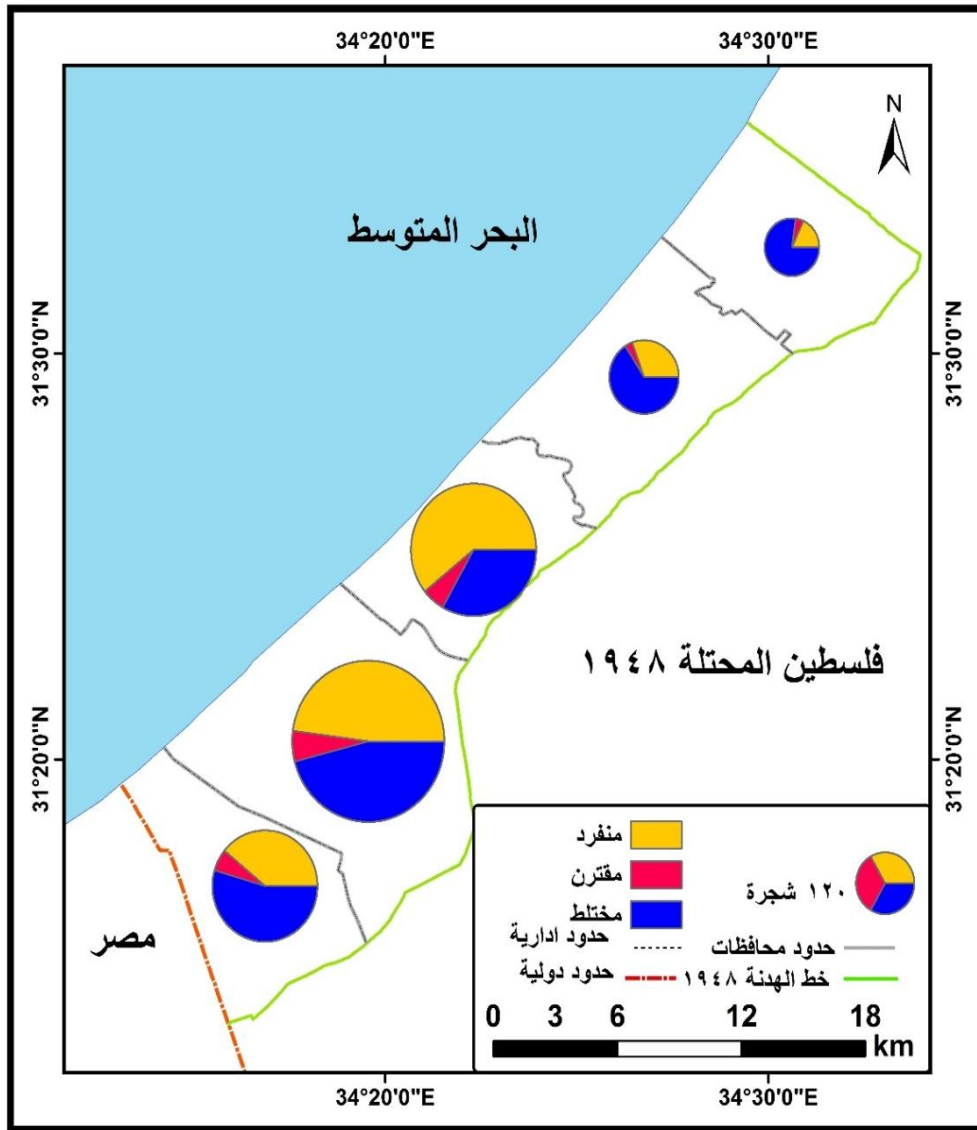 34°20'0"E
34°30'0"E
N
البحر المتوسط
31°30'0"N
31°30'0"N
فلسطين المحتلة ١٩٤٨
31°20'0"N
31°20'0"N
مصر
منفرد
مقترن
مختلط
١٢٠ شجرة
حدود ادارية
حدود محافظات
حدود دولية
خط الهدنة ١٩٤٨
0 3 6 12 18
km
34°20'0"E
34°30'0"E